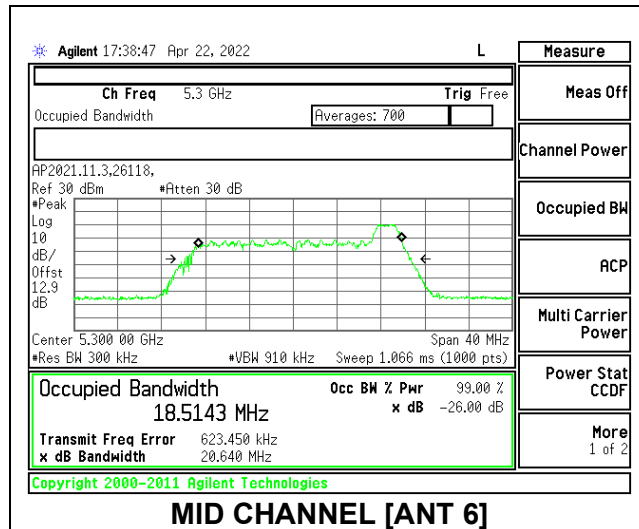 Agilent 17:38:47 Apr 22, 2022 L
Measure
Ch Freq 5.3 GHz Trig Free
Meas Off
Occupied Bandwidth Averages: 700
Channel Power
AP2021.11.3,26118,
Ref 30 dBm #Atten 30 dB
#Peak
Log
10
dB/
Offst
12.9
dB
Occupied BW
ACP
Center 5.300 00 GHz Span 40 MHz
#Res BW 300 kHz #VBW 910 kHz Sweep 1.066 ms (1000 pts)
Multi Carrier
Power
Occupied Bandwidth Occ BW % Pwr 99.00 %
18.5143 MHz x dB -26.00 dB
Power Stat
CCDF
Transmit Freq Error 623.450 kHz
x dB Bandwidth 20.640 MHz
More
1 of 2
Copyright 2000-2011 Agilent Technologies
MID CHANNEL [ANT 6]